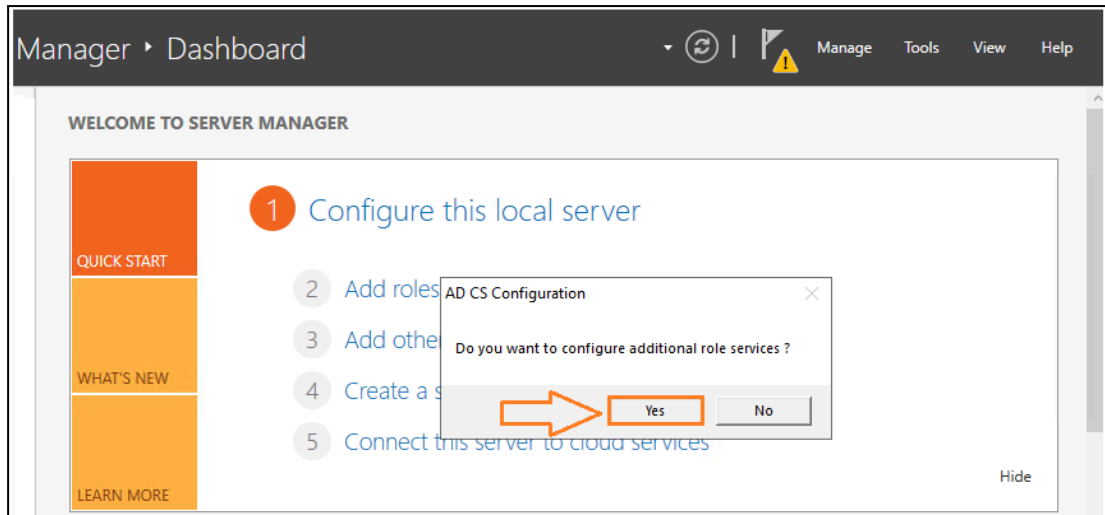 Manager • Dashboard
Manage Tools View Help
WELCOME TO SERVER MANAGER
QUICK START
WHAT'S NEW
LEARN MORE
1 Configure this local server
2 Add roles
3 Add other
4 Create a s
5 Connect this server to cloud services
AD CS Configuration
Do you want to configure additional role services ?
Yes No
Hide